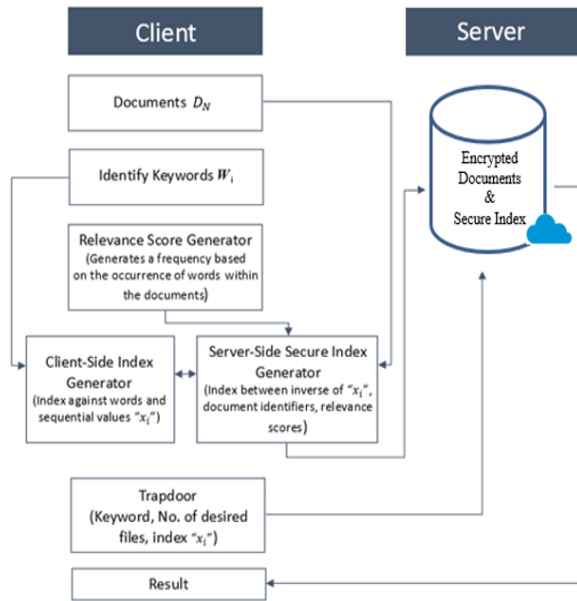 Client
Server
Documents D_N
Identify Keywords W_i
Encrypted
Documents
&
Secure Index
Relevance Score Generator
(Generates a frequency based
on the occurrence of words within
the documents)
Client-Side Index
Generator
(Index against words and
sequential values "x_i")
Server-Side Secure Index
Generator
(Index between inverse of "x_i",
document identifiers, relevance
scores)
Trapdoor
(Keyword, No. of desired
files, index "x_i")
Result